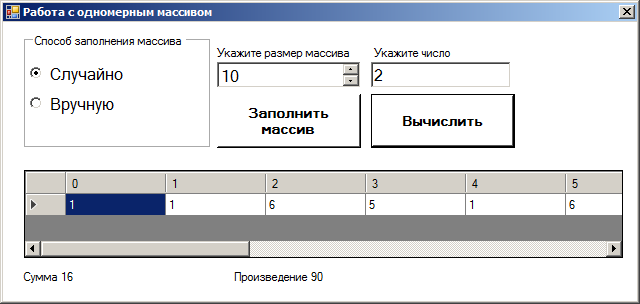 Работа с одномерным массивом
Способ заполнения массива
Случайно
Вручную
Укажите размер массива
10
Укажите число
2
Заполнить
массив
Вычислить
0 1 2 3 4 5
1 1 6 5 1 6
Сумма 16
Произведение 90